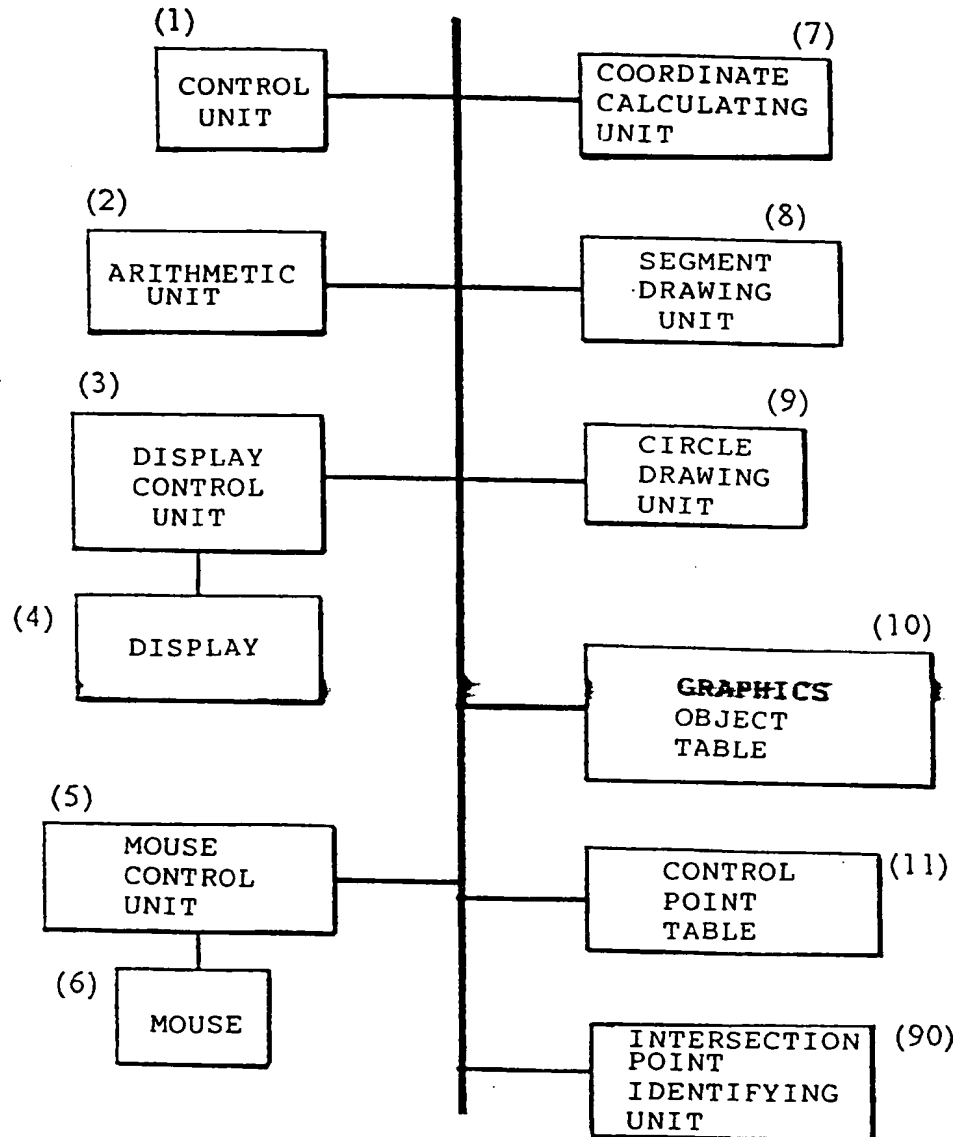 (1)
CONTROL
UNIT
(2)
ARITHMETIC
UNIT
(3)
DISPLAY
CONTROL
UNIT
(4)
DISPLAY
(5)
MOUSE
CONTROL
UNIT
(6)
MOUSE
(7)
COORDINATE
CALCULATING
UNIT
(8)
SEGMENT
DRAWING
UNIT
(9)
CIRCLE
DRAWING
UNIT
(10)
GRAPHICS
OBJECT
TABLE
(11)
CONTROL
POINT
TABLE
(90)
INTERSECTION
POINT
IDENTIFYING
UNIT